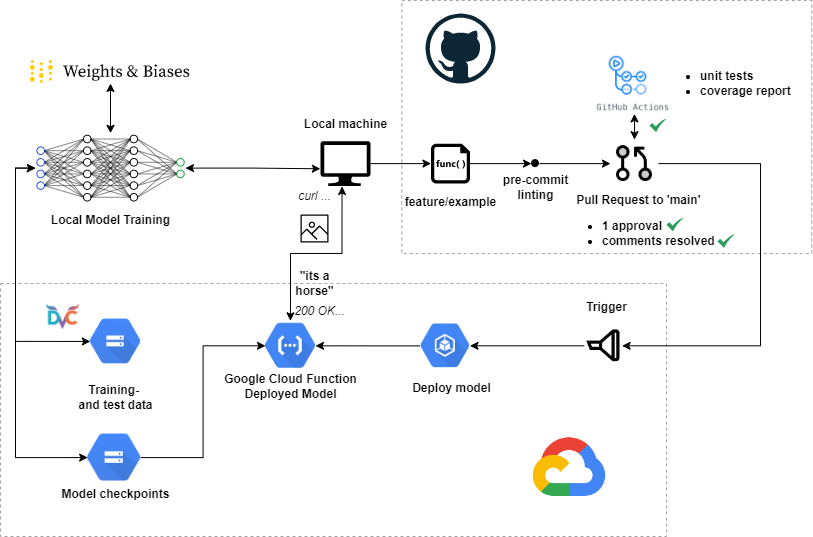 Weights & Biases
Local Model Training
Local machine
curl ...
"its a
horse"
200 OK...
func()
feature/example
pre-commit
linting
GitHub Actions
unit tests
coverage report
Pull Request to 'main'
1 approval
comments resolved
DVC
Training-
and test data
Model checkpoints
Google Cloud Function
Deployed Model
Deploy model
Trigger